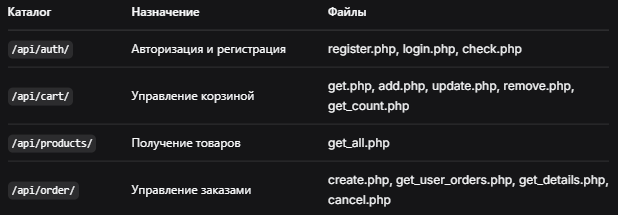 Каталог Назначение Файлы
/api/auth/ Авторизация и регистрация register.php, login.php, check.php
/api/cart/ Управление корзиной get.php, add.php, update.php, remove.php,
get_count.php
/api/products/ Получение товаров get_all.php
/api/order/ Управление заказами create.php, get_user_orders.php, get_details.php,
cancel.php